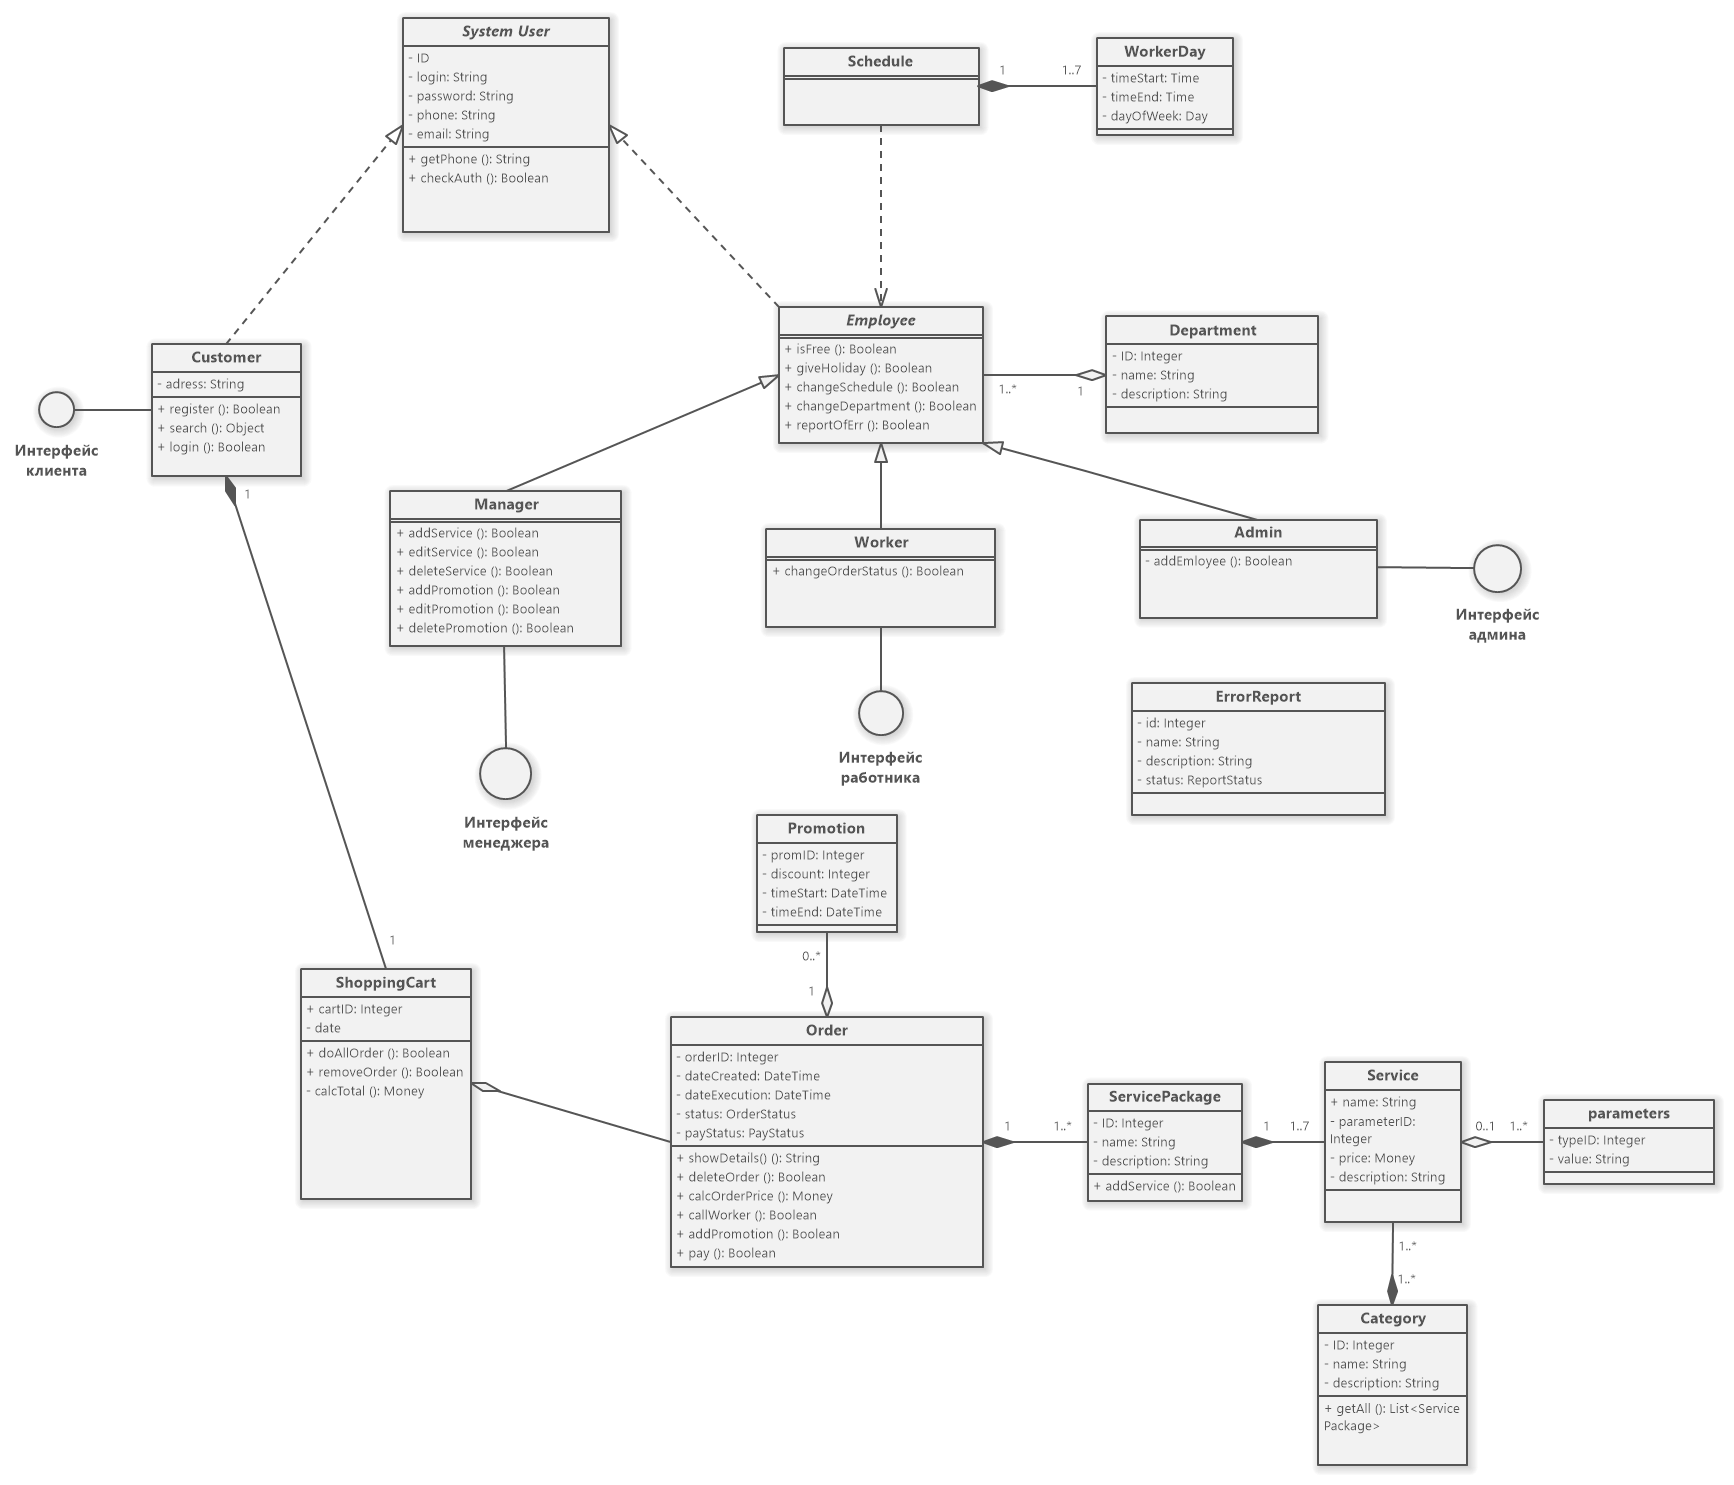 System User
- ID
- login: String
- password: String
- phone: String
- email: String
+ getPhone (): String
+ checkAuth (): Boolean
Schedule
1
1..7
WorkerDay
- timeStart: Time
- timeEnd: Time
- dayOfWeek: Day
Customer
- adress: String
+ register (): Boolean
+ search (): Object
+ login (): Boolean
1
Интерфейс
клиента
Employee
+ isFree (): Boolean
+ giveHoliday (): Boolean
+ changeSchedule (): Boolean
+ changeDepartment (): Boolean
+ reportOfErr (): Boolean
1..*
1
Department
- ID: Integer
- name: String
- description: String
Manager
+ addService (): Boolean
+ editService (): Boolean
+ deleteService (): Boolean
+ addPromotion (): Boolean
+ editPromotion (): Boolean
+ deletePromotion (): Boolean
Интерфейс
менеджера
Worker
+ changeOrderStatus (): Boolean
Интерфейс
работника
Admin
- addEmloyee (): Boolean
Интерфейс
админа
ErrorReport
- id: Integer
- name: String
- description: String
- status: ReportStatus
Promotion
- promID: Integer
- discount: Integer
- timeStart: DateTime
- timeEnd: DateTime
0..*
1
1
ShoppingCart
+ cartID: Integer
- date
+ doAllOrder (): Boolean
+ removeOrder (): Boolean
- calcTotal (): Money
Order
- orderID: Integer
- dateCreated: DateTime
- dateExecution: DateTime
- status: OrderStatus
- payStatus: PayStatus
+ showDetails() (): String
+ deleteOrder (): Boolean
+ calcOrderPrice (): Money
+ callWorker (): Boolean
+ addPromotion (): Boolean
+ pay (): Boolean
1
1..*
ServicePackage
- ID: Integer
- name: String
- description: String
+ addService (): Boolean
1
1..7
Service
+ name: String
- parameterID:
Integer
- price: Money
- description: String
0..1
1..*
parameters
- typeID: Integer
- value: String
1..*
1..*
Category
- ID: Integer
- name: String
- description: String
+ getAll (): List<Service
Package>